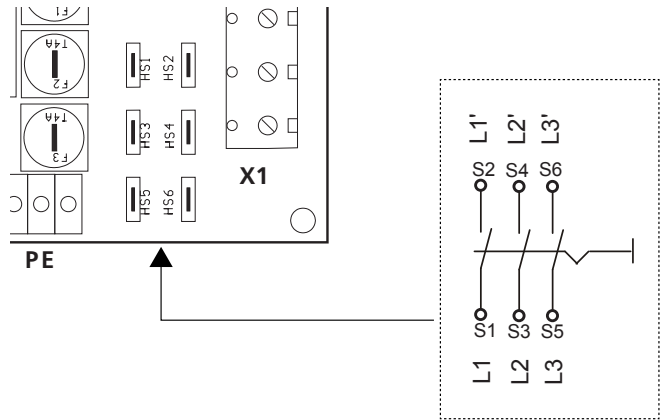 F1
T4A
F2
T4A
F3
HS1 HS2
HS3 HS4
HS5 HS6
X1
PE
L1' L2' L3'
S2 S4 S6
S1 S3 S5
L1 L2 L3